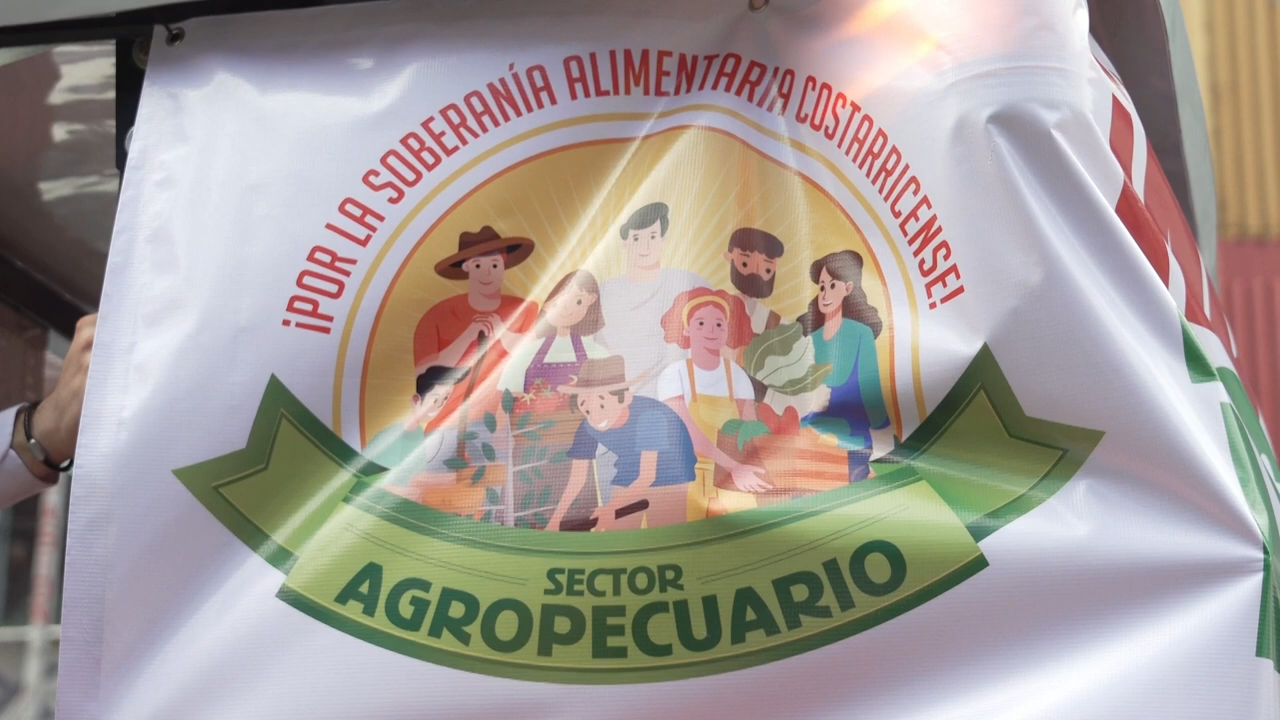 ¡POR LA SOBERANÍA ALIMENTARIA COSTARRICENSE!
SECTOR
AGROPECUARIO